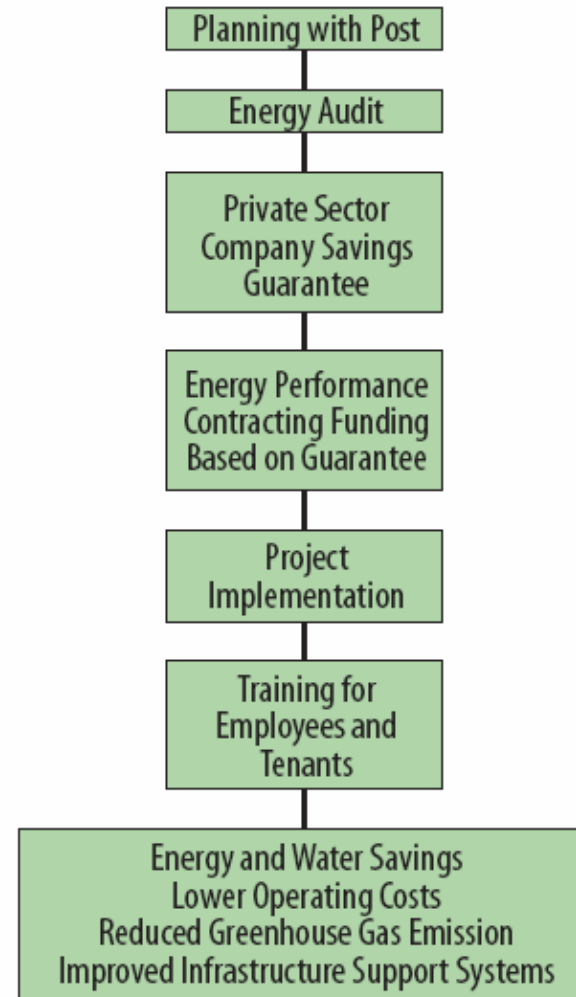 Planning with Post
Energy Audit
Private Sector
Company Savings
Guarantee
Energy Performance
Contracting Funding
Based on Guarantee
Project
Implementation
Training for
Employees and
Tenants
Energy and Water Savings
Lower Operating Costs
Reduced Greenhouse Gas Emission
Improved Infrastructure Support Systems